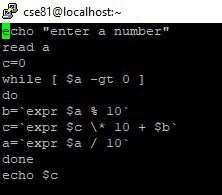 cse81@localhost:~
echo "enter a number"
read a
c=0
while [ $a -gt 0 ]
do
b=`expr $a % 10`
c=`expr $c \* 10 + $b`
a=`expr $a / 10`
done
echo $c